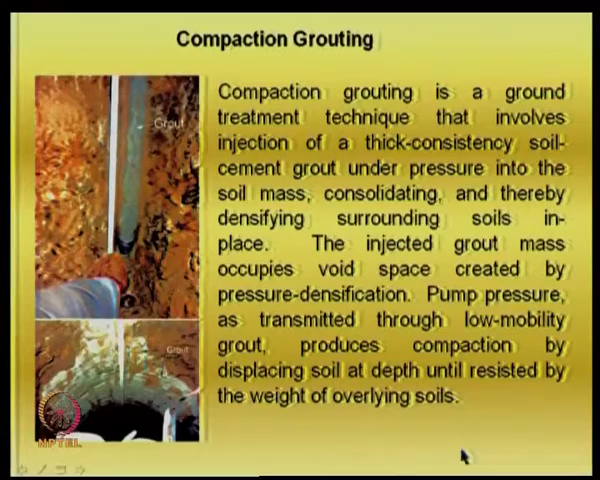 Compaction Grouting
Grout
Compaction grouting is a ground
treatment technique that involves
injection of a thick-consistency soil-
cement grout under pressure into the
soil mass, consolidating, and thereby
densifying surrounding soils in-
place. The injected grout mass
occupies void space created by
pressure-densification. Pump pressure,
as transmitted through low-mobility
grout, produces compaction by
displacing soil at depth until resisted by
the weight of overlying soils.
Grout
NPTEL